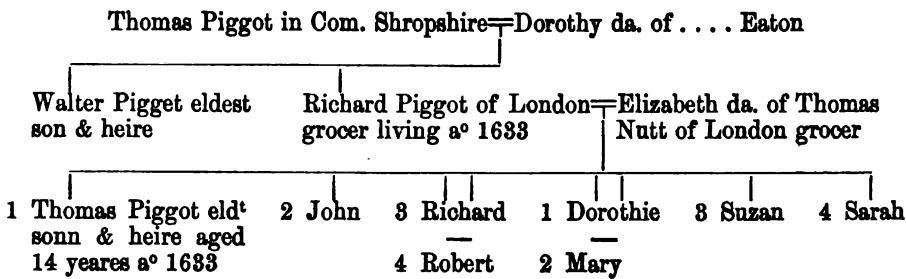 Thomas Piggot in Com. Shropshire=Dorothy da. of .... Eaton
Walter Pigget eldest
son & heire
Richard Piggot of London=Elizabeth da. of Thomas
grocer living aº 1633
Nutt of London grocer
1 Thomas Piggot eldᵗ
sonn & heire aged
14 yeares aº 1633
2 John
3 Richard
4 Robert
1 Dorothie
2 Mary
3 Suzan
4 Sarah